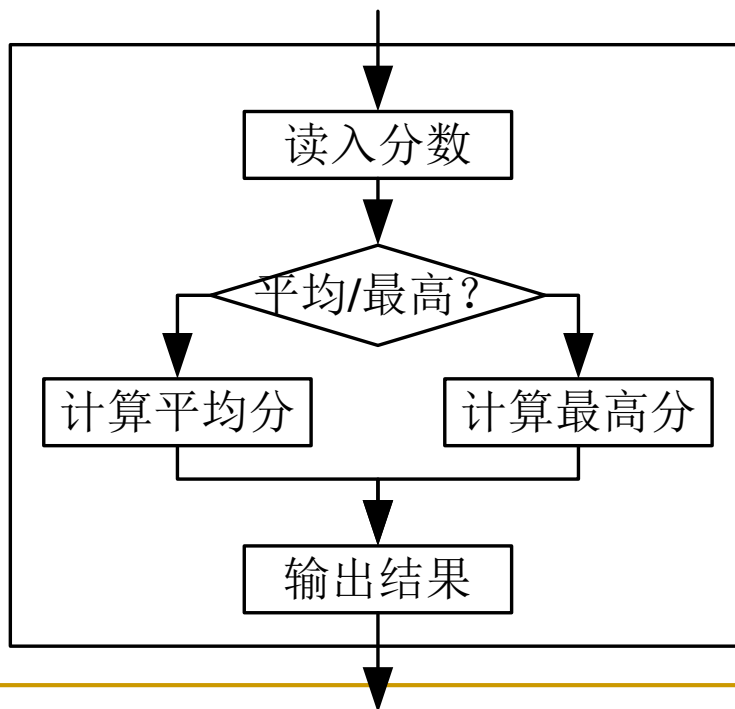 读入分数
平均/最高？
计算平均分
计算最高分
输出结果